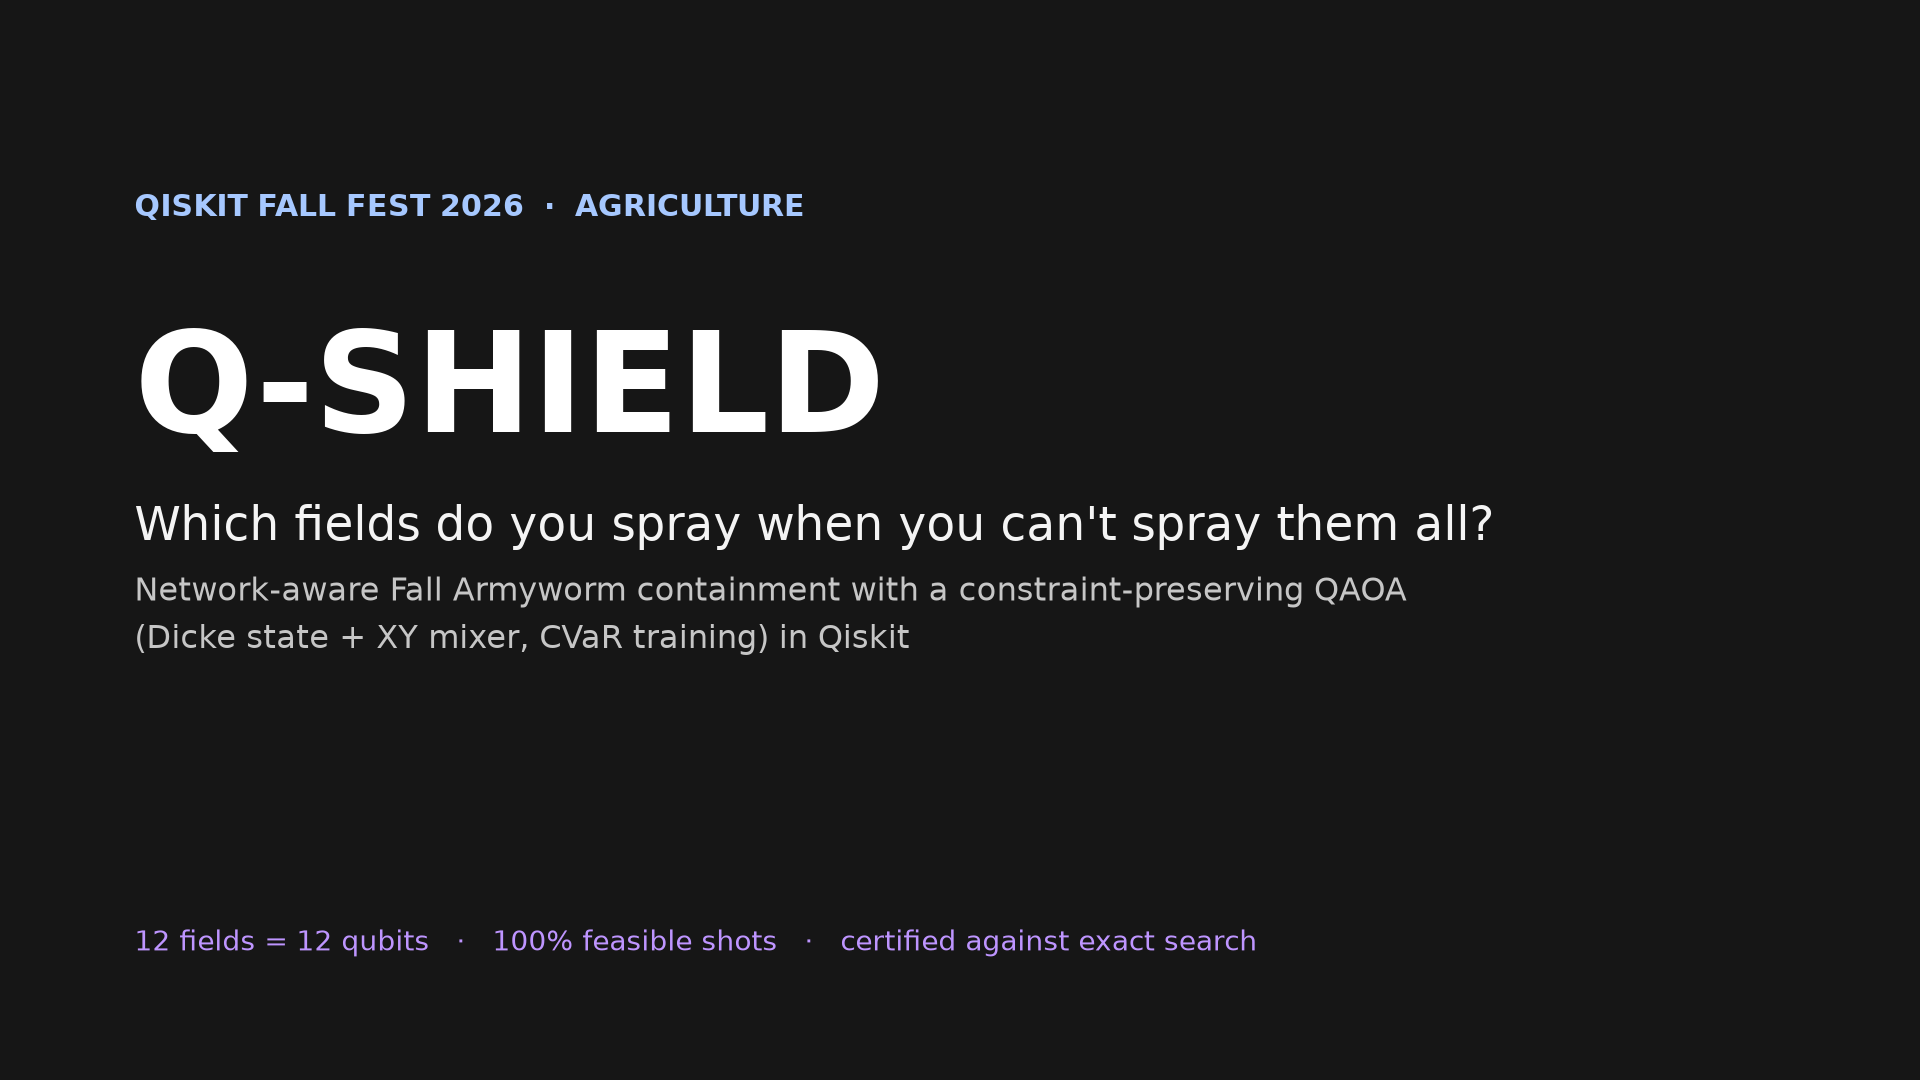 QISKIT FALL FEST 2026 · AGRICULTURE
Q-SHIELD
Which fields do you spray when you can't spray them all?
Network-aware Fall Armyworm containment with a constraint-preserving QAOA
(Dicke state + XY mixer, CVaR training) in Qiskit
12 fields = 12 qubits · 100% feasible shots · certified against exact search